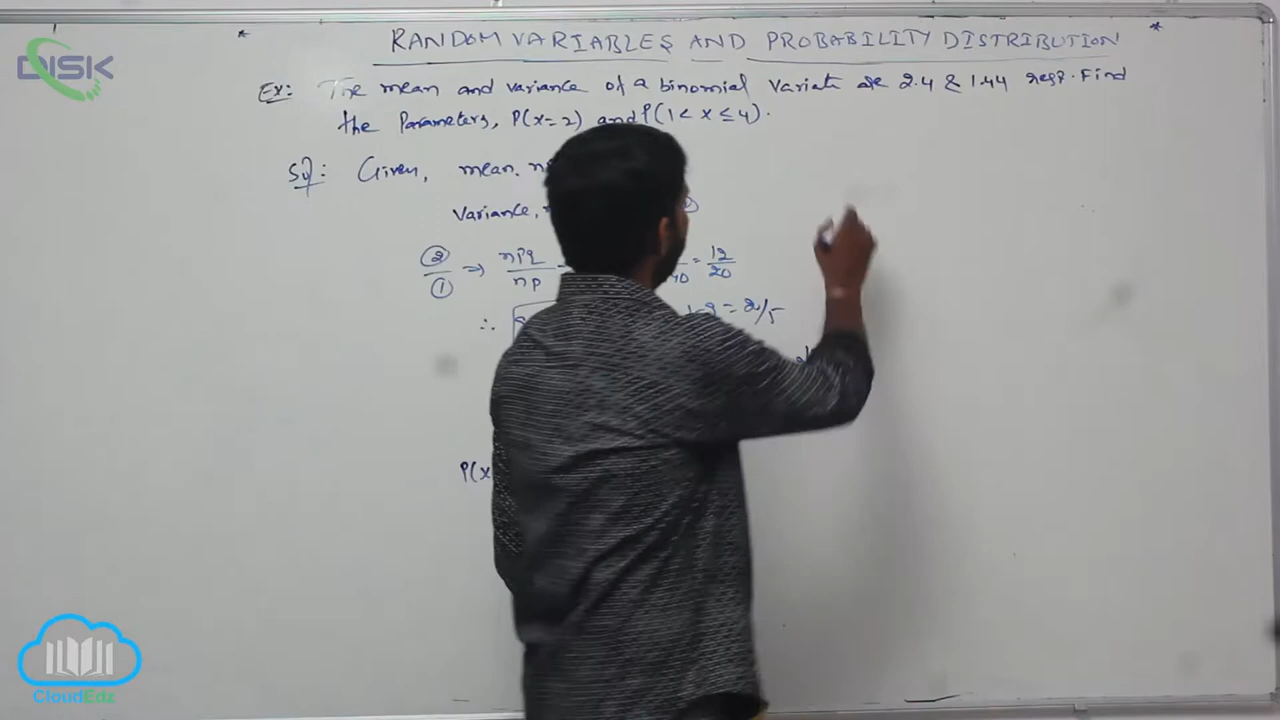 DISK
* RANDOM VARIABLES AND PROBABILITY DISTRIBUTION *
Ex: The mean and variance of a binomial Variate are 2.4 & 1.44 resp. Find
the Parameters, P(x=2) and P(1 < x ≤ 4).
Sol: Given, mean.
Variance,
②/① ⇒ npq/np = 12/20
∴ = 2/5
P(x
CloudEdz